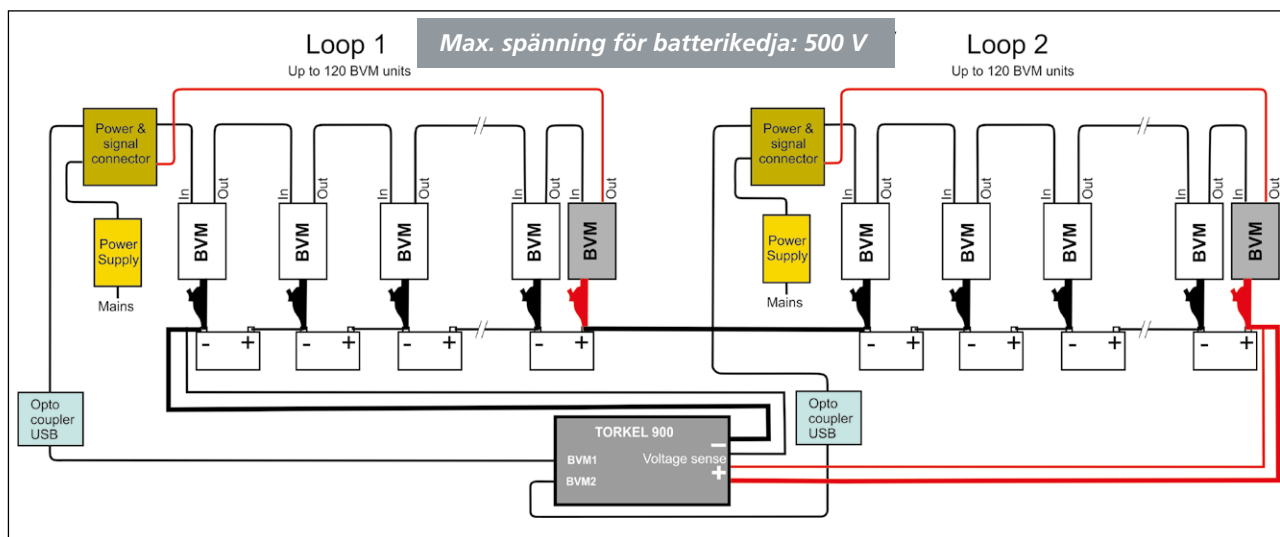 Loop 1
Up to 120 BVM units
Max. spänning för batterikedja: 500 V
Loop 2
Up to 120 BVM units
Power &
signal
connector
In
Out
In
Out
In
Out
In
Out
In
Out
BVM
BVM
BVM
BVM
BVM
Power
Supply
Mains
- +
- +
- +
- +
Power &
signal
connector
In
Out
In
Out
In
Out
In
Out
In
Out
BVM
BVM
BVM
BVM
BVM
Power
Supply
Mains
- +
- +
- +
- +
Opto
coupler
USB
TORKEL 900
BVM1
BVM2
–
Voltage sense
+
Opto
coupler
USB